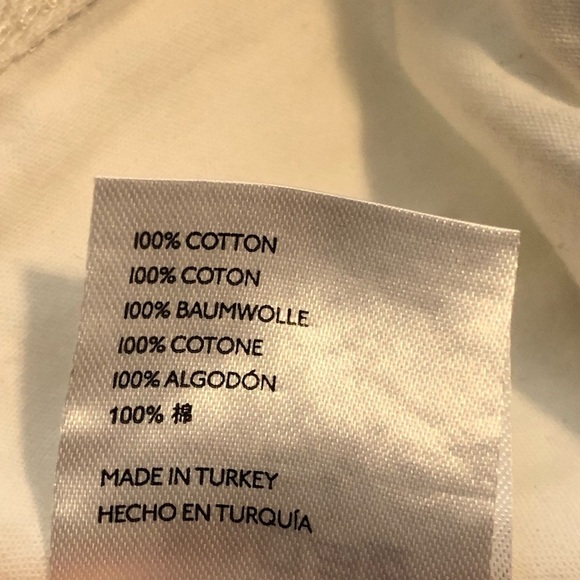 100% COTTON
100% COTON
100% BAUMWOLLE
100% COTONE
100% ALGODÓN
100% 棉
MADE IN TURKEY
HECHO EN TURQUÍA